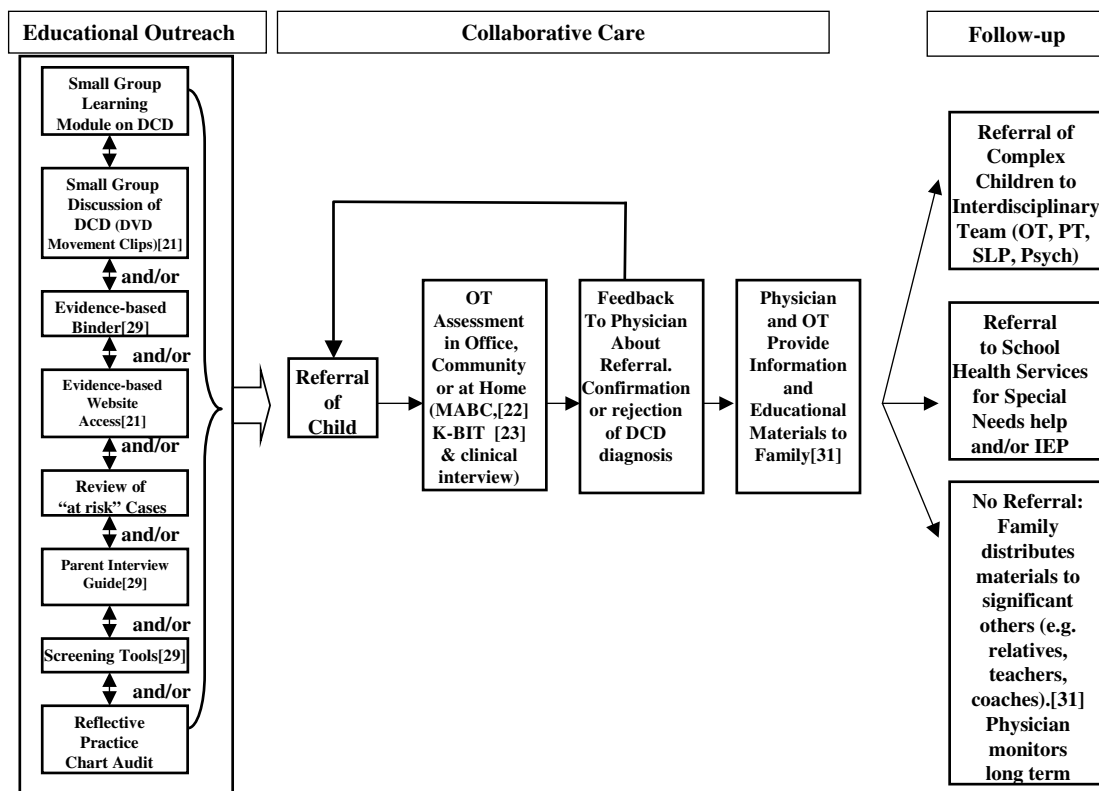 Educational Outreach
Collaborative Care
Follow-up
Small Group
Learning
Module on DCD
Small Group
Discussion of
DCD (DVD
Movement Clips)[21]
and/or
Evidence-based
Binder[29]
and/or
Evidence-based
Website
Access[21]
and/or
Review of
“at risk” Cases
and/or
Parent Interview
Guide[29]
and/or
Screening Tools[29]
and/or
Reflective
Practice
Chart Audit
Referral
of
Child
OT
Assessment
in Office,
Community
or at Home
(MABC,[22]
K-BIT [23]
& clinical
interview)
Feedback
To Physician
About
Referral.
Confirmation
or rejection
of DCD
diagnosis
Physician
and OT
Provide
Information
and
Educational
Materials to
Family[31]
Referral of
Complex
Children to
Interdisciplinary
Team (OT, PT,
SLP, Psych)
Referral
to School
Health Services
for Special
Needs help
and/or IEP
No Referral:
Family
distributes
materials to
significant
others (e.g.
relatives,
teachers,
coaches).[31]
Physician
monitors
long term